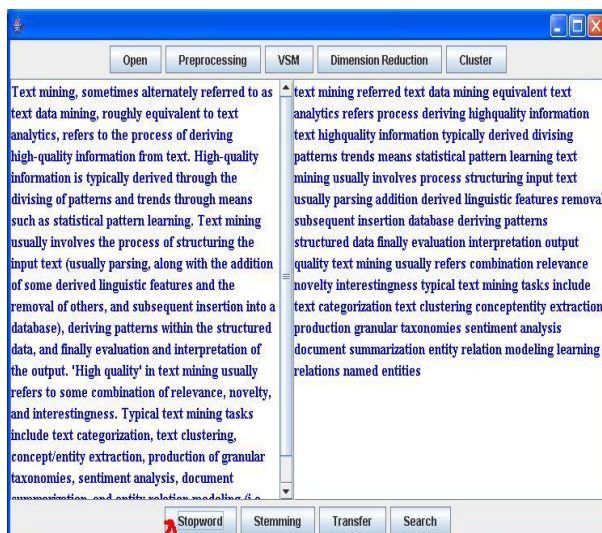 Open Preprocessing VSM Dimension Reduction Cluster
Text mining, sometimes alternately referred to as
text data mining, roughly equivalent to text
analytics, refers to the process of deriving
high-quality information from text. High-quality
information is typically derived through the
divising of patterns and trends through means
such as statistical pattern learning. Text mining
usually involves the process of structuring the
input text (usually parsing, along with the addition
of some derived linguistic features and the
removal of others, and subsequent insertion into a
database), deriving patterns within the structured
data, and finally evaluation and interpretation of
the output. 'High quality' in text mining usually
refers to some combination of relevance, novelty,
and interestingness. Typical text mining tasks
include text categorization, text clustering,
concept/entity extraction, production of granular
taxonomies, sentiment analysis, document
summarization, and entity relation modeling (i.e
text mining referred text data mining equivalent text
analytics refers process deriving highquality information
text highquality information typically derived divising
patterns trends means statistical pattern learning text
mining usually involves process structuring input text
usually parsing addition derived linguistic features removal
subsequent insertion database deriving patterns
structured data finally evaluation interpretation output
quality text mining usually refers combination relevance
novelty interestingness typical text mining tasks include
text categorization text clustering conceptentity extraction
production granular taxonomies sentiment analysis
document summarization entity relation modeling learning
relations named entities
Stopword Stemming Transfer Search